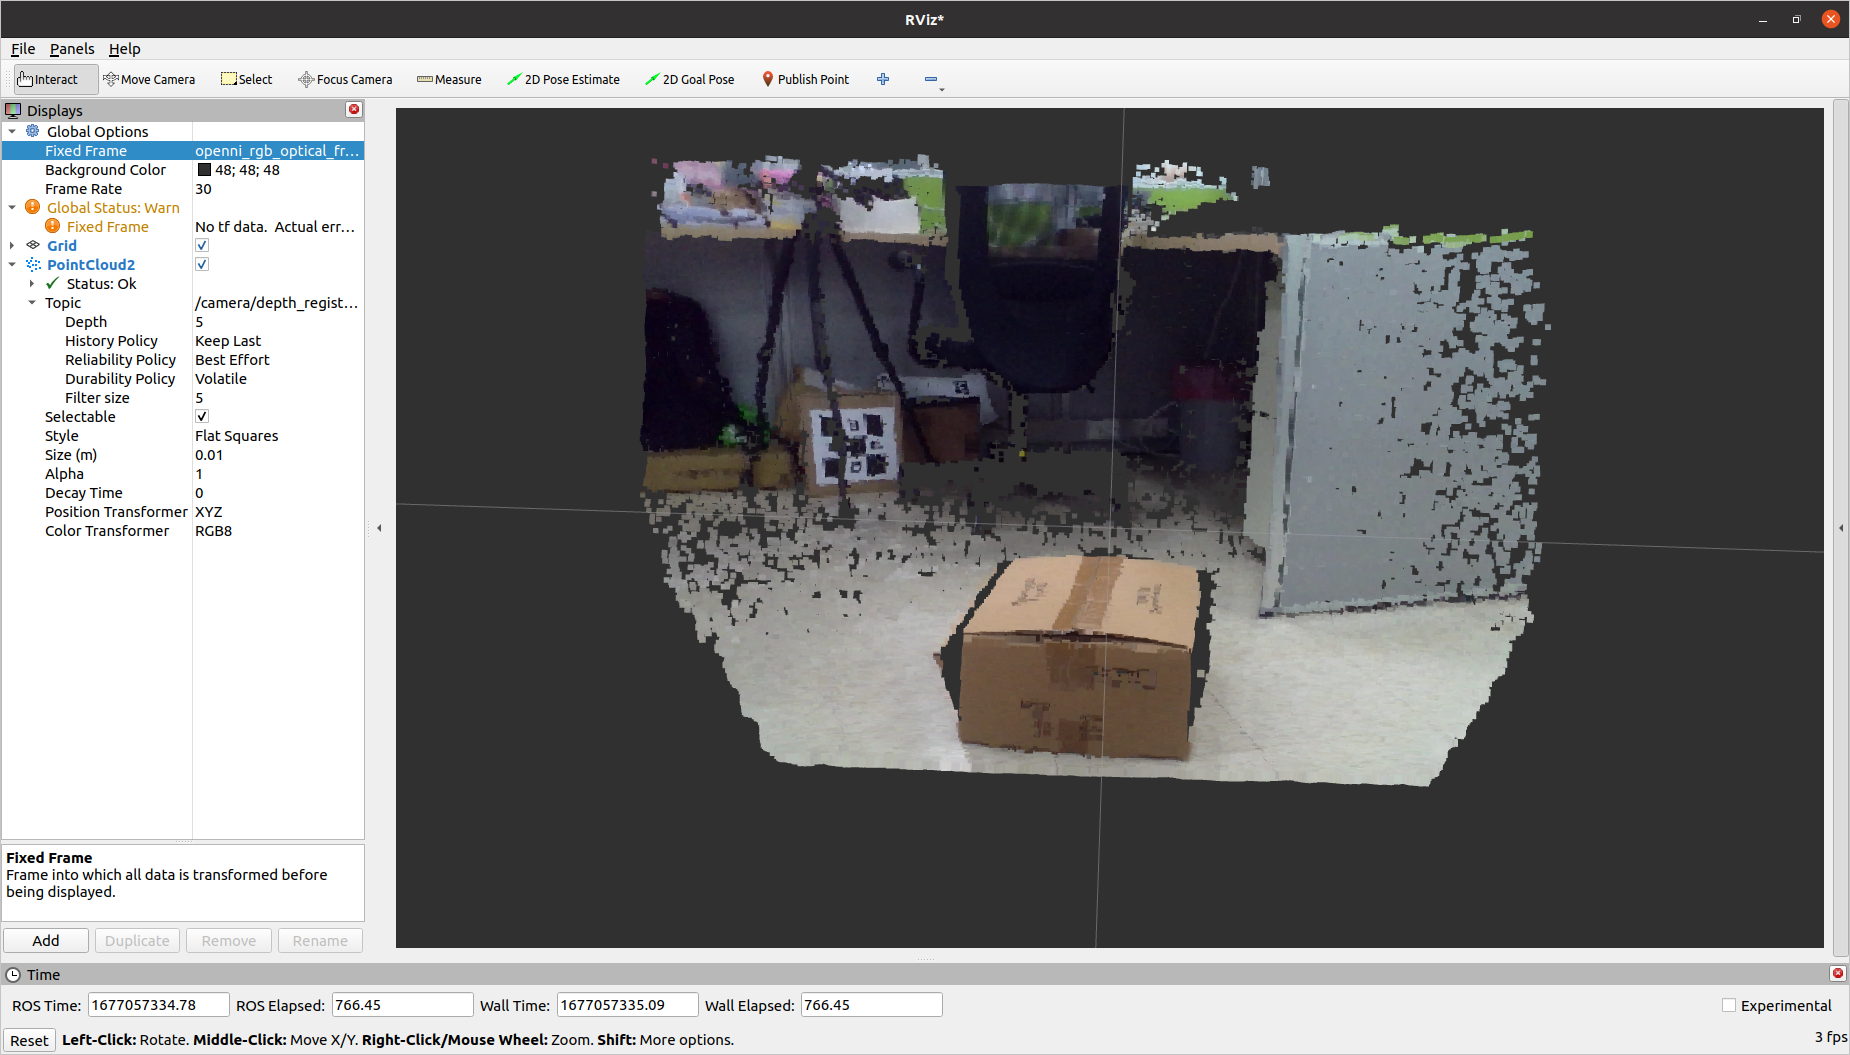 RViz*
File Panels Help
Interact Move Camera Select Focus Camera Measure 2D Pose Estimate 2D Goal Pose Publish Point
Displays
Global Options
Fixed Frame openni_rgb_optical_fr...
Background Color 48; 48; 48
Frame Rate 30
Global Status: Warn
Fixed Frame No tf data. Actual err...
Grid
PointCloud2
Status: Ok
Topic /camera/depth_regist...
Depth 5
History Policy Keep Last
Reliability Policy Best Effort
Durability Policy Volatile
Filter size 5
Selectable
Style Flat Squares
Size (m) 0.01
Alpha 1
Decay Time 0
Position Transformer XYZ
Color Transformer RGB8
Fixed Frame
Frame into which all data is transformed before
being displayed.
Add Duplicate Remove Rename
Time
ROS Time: 1677057334.78 ROS Elapsed: 766.45 Wall Time: 1677057335.09 Wall Elapsed: 766.45 Experimental
Reset Left-Click: Rotate. Middle-Click: Move X/Y. Right-Click/Mouse Wheel: Zoom. Shift: More options. 3 fps